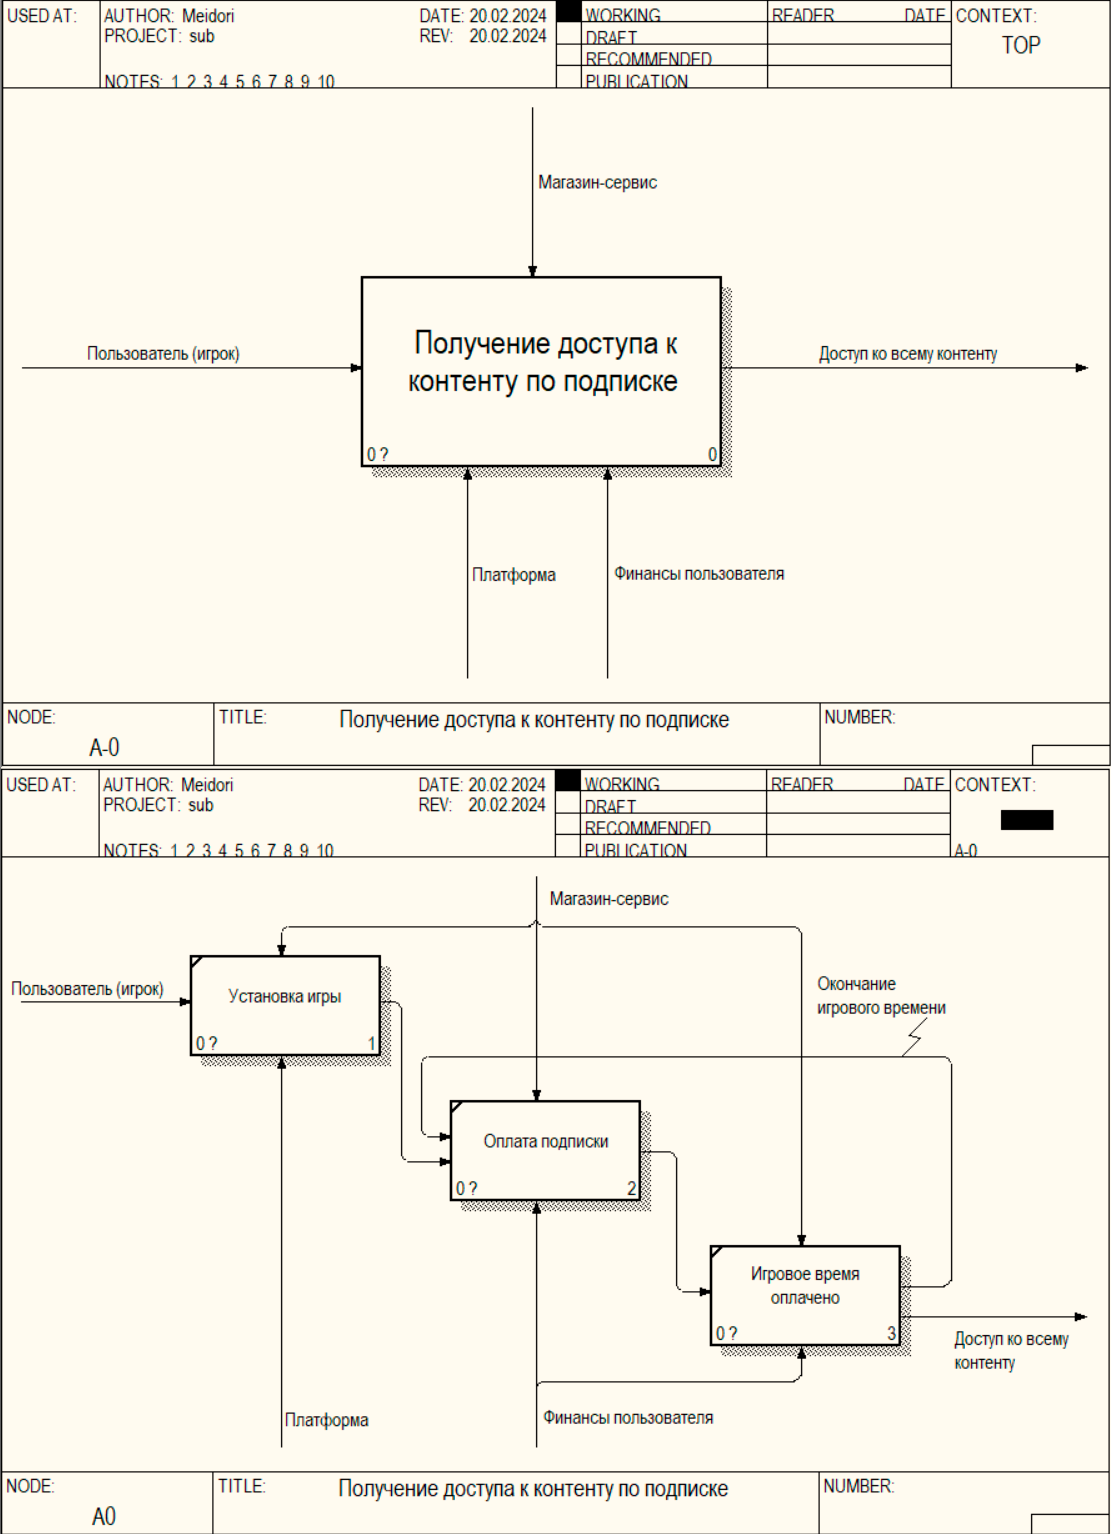 USED AT:
AUTHOR: Meidori
DATE: 20.02.2024
PROJECT: sub
REV: 20.02.2024
NOTES: 1 2 3 4 5 6 7 8 9 10
WORKING
DRAFT
RECOMMENDED
PUBLICATION
READER DATE
CONTEXT:
TOP
Магазин-сервис
Пользователь (игрок)
Получение доступа к
контенту по подписке
0 ?
0
Доступ ко всему контенту
Платформа
Финансы пользователя
NODE:
A-0
TITLE:
Получение доступа к контенту по подписке
NUMBER:
USED AT:
AUTHOR: Meidori
DATE: 20.02.2024
PROJECT: sub
REV: 20.02.2024
NOTES: 1 2 3 4 5 6 7 8 9 10
WORKING
DRAFT
RECOMMENDED
PUBLICATION
READER DATE
CONTEXT:
A-0
Магазин-сервис
Пользователь (игрок)
Установка игры
0 ?
1
Окончание
игрового времени
Оплата подписки
0 ?
2
Игровое время
оплачено
0 ?
3
Доступ ко всему
контенту
Платформа
Финансы пользователя
NODE:
A0
TITLE:
Получение доступа к контенту по подписке
NUMBER: